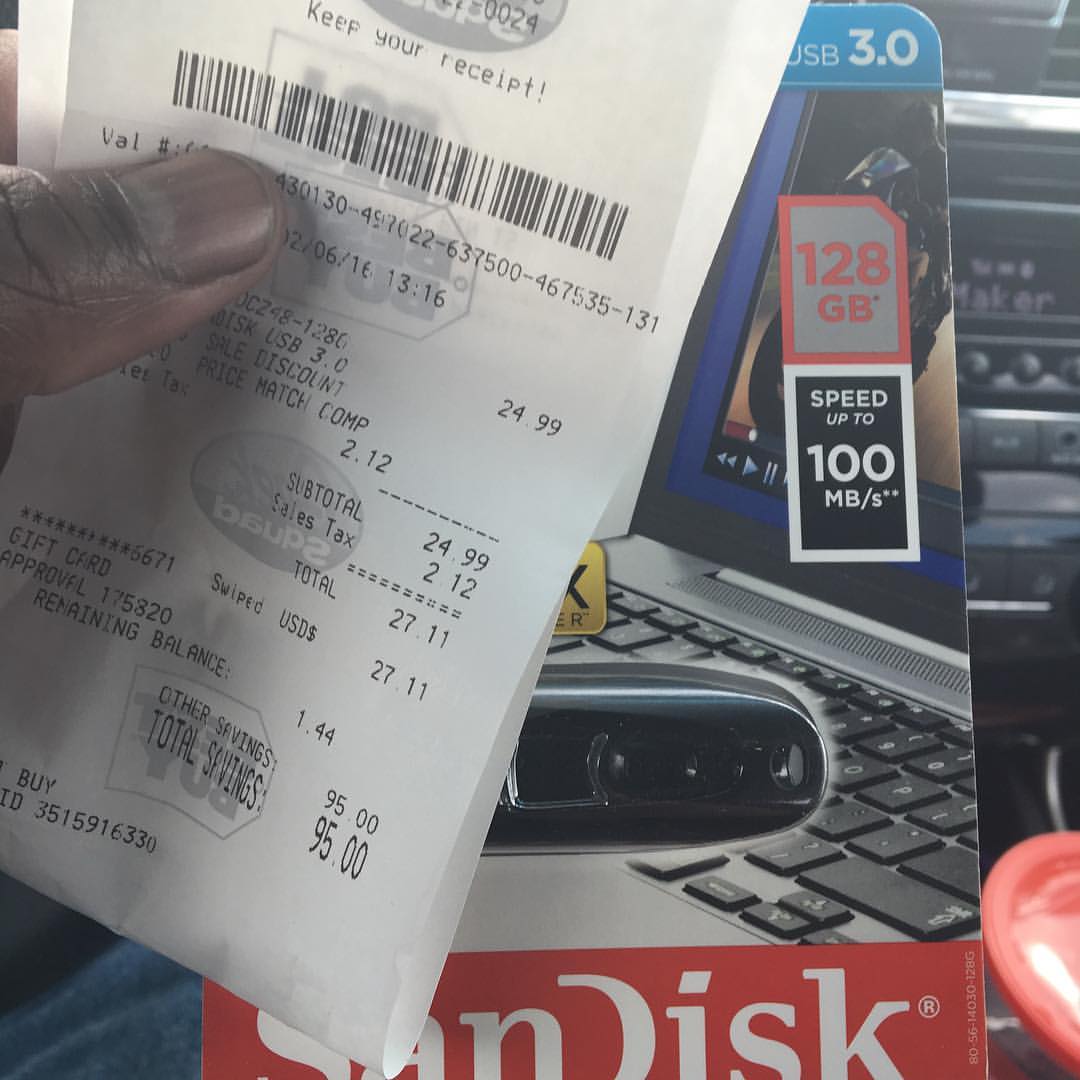 0024
Keep your receipt!
Val #:
430130-497022-637500-467535-131
02/06/16 13:16
DISK USB 3.0
SALE DISCOUNT
PRICE MATCH COMP
24.99
Tax
2.12
SUBTOTAL
24.99
Sales Tax
2.12
TOTAL
27.11
**********6671
Swiped USD$
27.11
GIFT CARD
APPROVAL 175820
REMAINING BALANCE:
1.44
OTHER SAVINGS:
95.00
TOTAL SAVINGS:
95.00
BUY
ID 3515916330
USB 3.0
128
GB*
SPEED
UP TO
100
MB/s**
SanDisk®
80-56-14030-128G